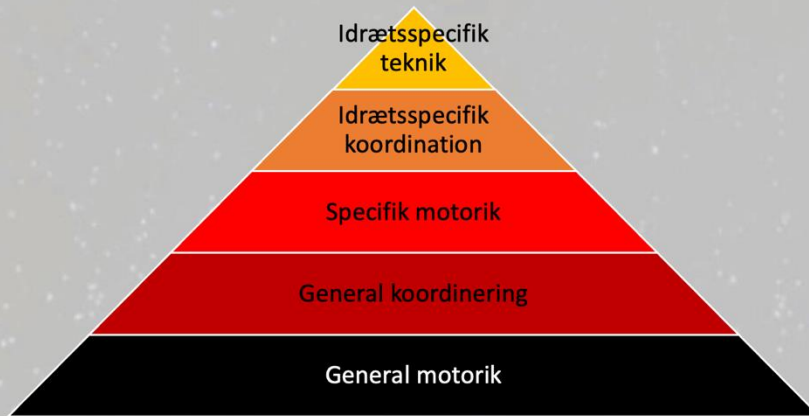 Idrætsspecifik
teknik
Idrætsspecifik
koordination
Specifik motorik
General koordinering
General motorik